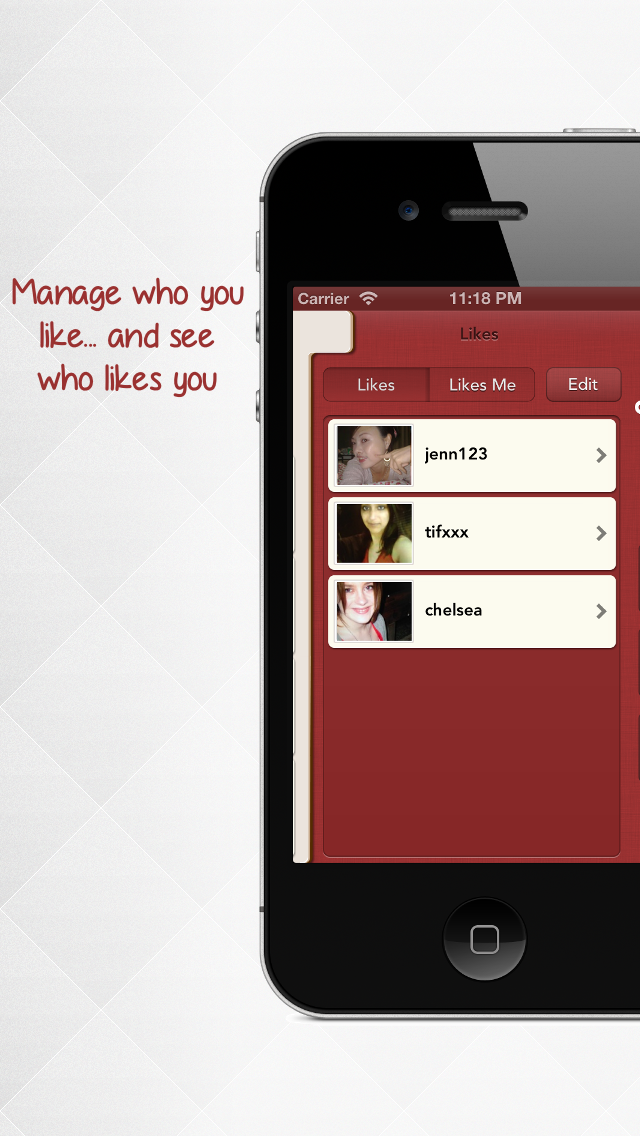 Manage who you
like... and see
who likes you
Carrier 11:18 PM
Likes
Likes Likes Me Edit
jenn123
tifxxx
chelsea